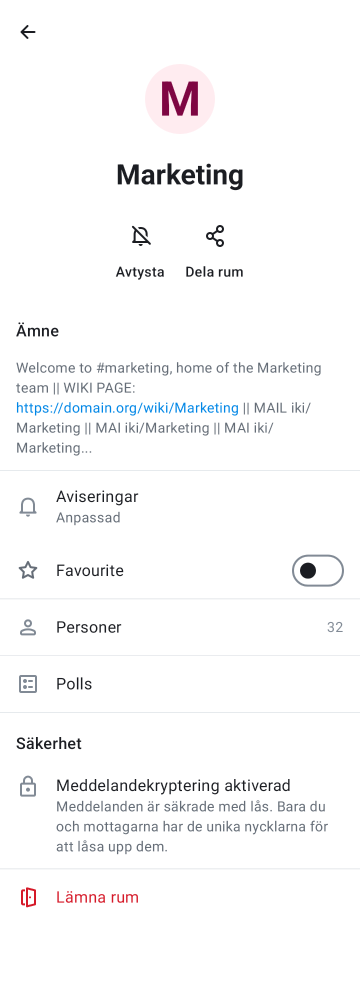 M
Marketing
Avtysta
Dela rum
Ämne
Welcome to #marketing, home of the Marketing
team || WIKI PAGE:
https://domain.org/wiki/Marketing || MAIL iki/
Marketing || MAI iki/Marketing || MAI iki/
Marketing...
Aviseringar
Anpassad
Favourite
Personer 32
Polls
Säkerhet
Meddelandekryptering aktiverad
Meddelanden är säkrade med lås. Bara du
och mottagarna har de unika nycklarna för
att låsa upp dem.
Lämna rum